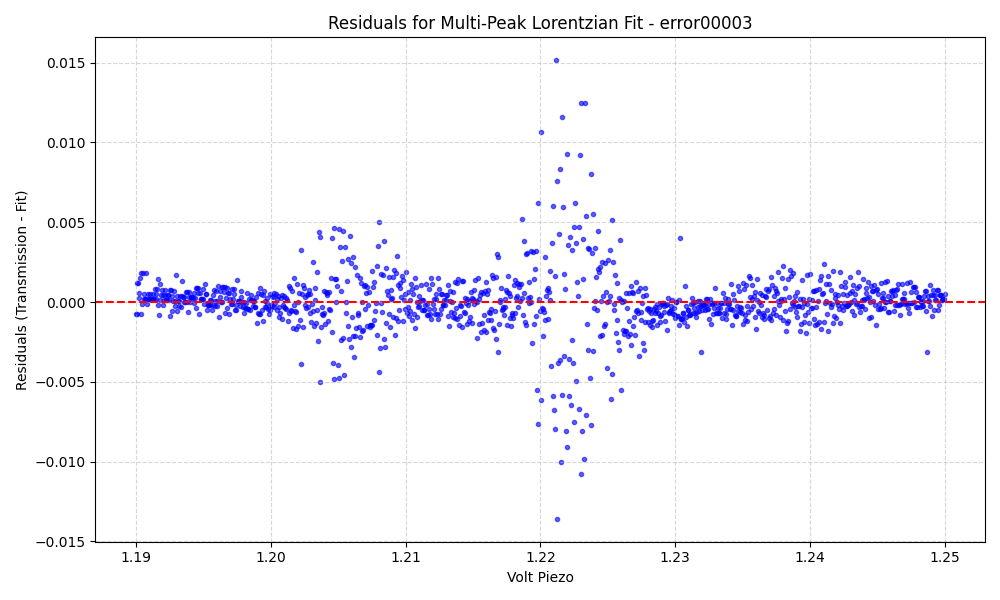 Residuals for Multi-Peak Lorentzian Fit - error00003
Residuals (Transmission - Fit)
0.015
0.010
0.005
0.000
−0.005
−0.010
−0.015
1.19 1.20 1.21 1.22 1.23 1.24 1.25
Volt Piezo